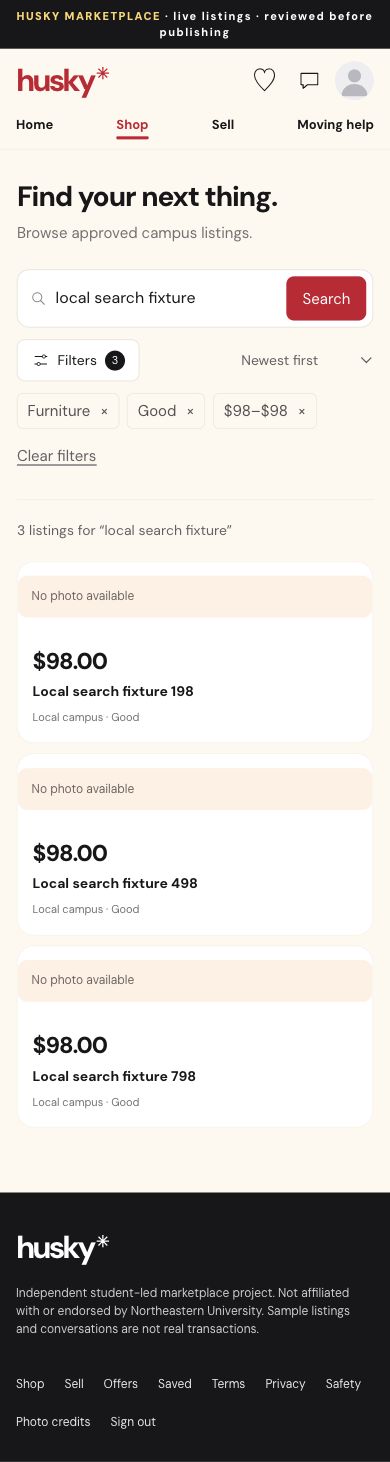 HUSKY MARKETPLACE · live listings · reviewed before
publishing
husky*
Home Shop Sell Moving help
Find your next thing.
Browse approved campus listings.
local search fixture Search
Filters 3 Newest first
Furniture × Good × $98–$98 ×
Clear filters
3 listings for “local search fixture”
No photo available
$98.00
Local search fixture 198
Local campus · Good
No photo available
$98.00
Local search fixture 498
Local campus · Good
No photo available
$98.00
Local search fixture 798
Local campus · Good
husky*
Independent student-led marketplace project. Not affiliated
with or endorsed by Northeastern University. Sample listings
and conversations are not real transactions.
Shop Sell Offers Saved Terms Privacy Safety
Photo credits Sign out